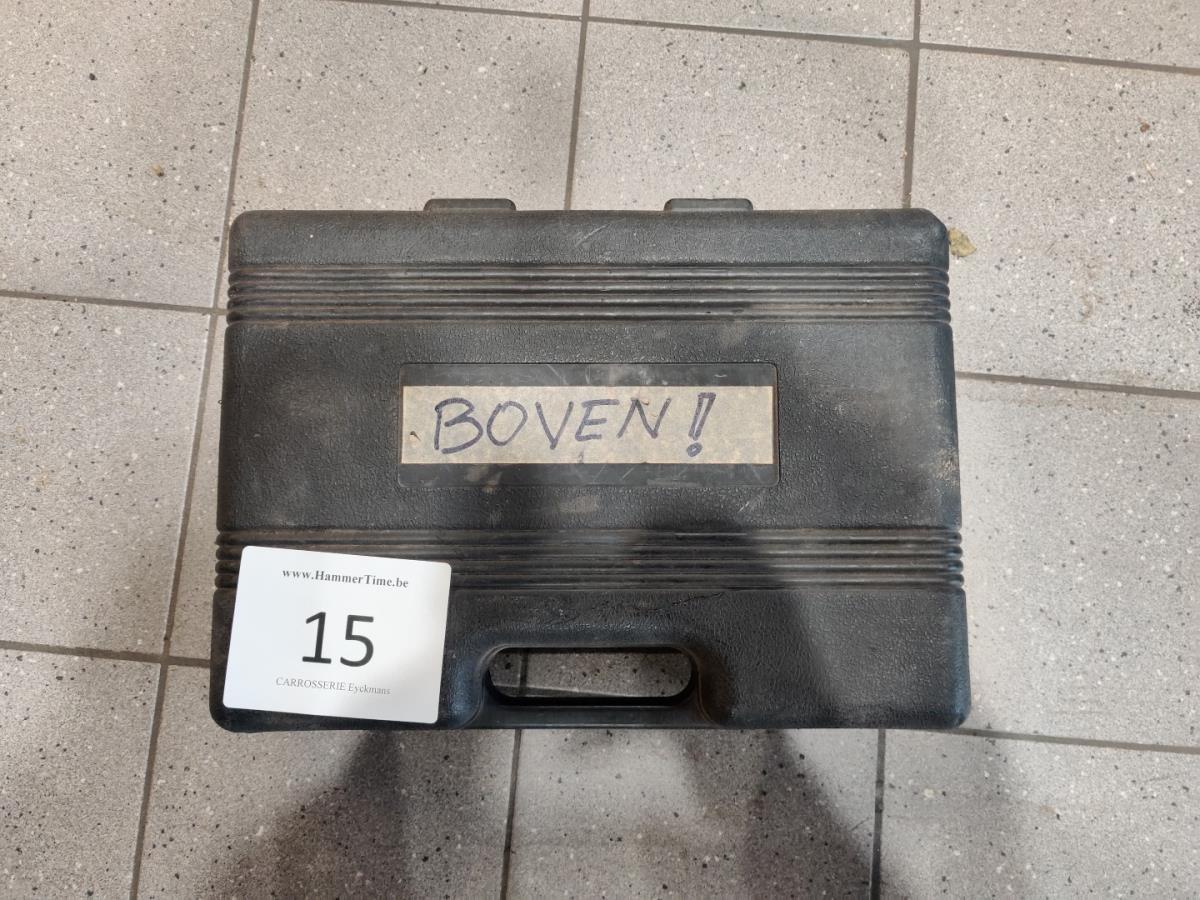 BOVEN!
www.HammerTime.be
15
CARROSSERIE Eyckmans